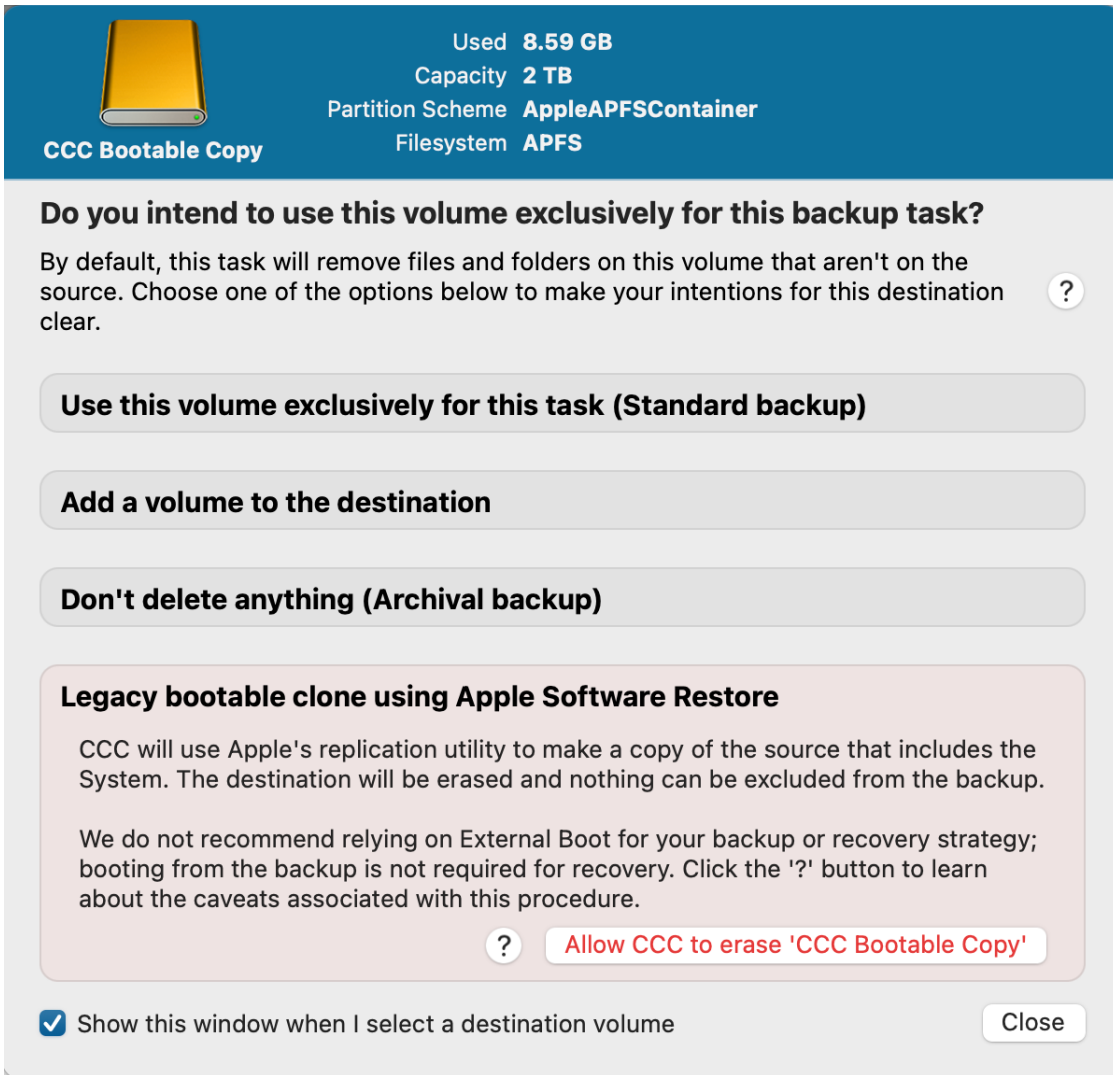 Used 8.59 GB
Capacity 2 TB
Partition Scheme AppleAPFSContainer
Filesystem APFS
CCC Bootable Copy
Do you intend to use this volume exclusively for this backup task?
By default, this task will remove files and folders on this volume that aren't on the
source. Choose one of the options below to make your intentions for this destination
clear.
?
Use this volume exclusively for this task (Standard backup)
Add a volume to the destination
Don't delete anything (Archival backup)
Legacy bootable clone using Apple Software Restore
CCC will use Apple's replication utility to make a copy of the source that includes the
System. The destination will be erased and nothing can be excluded from the backup.
We do not recommend relying on External Boot for your backup or recovery strategy;
booting from the backup is not required for recovery. Click the '?' button to learn
about the caveats associated with this procedure.
? Allow CCC to erase 'CCC Bootable Copy'
Show this window when I select a destination volume
Close